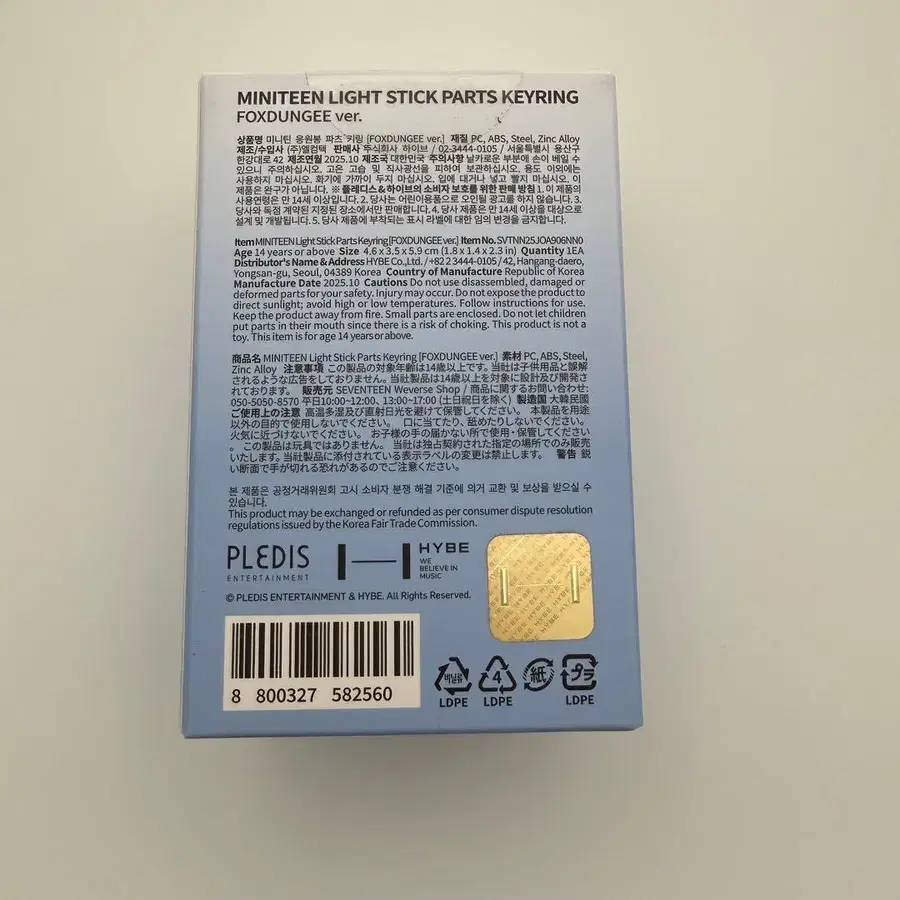 MINITEEN LIGHT STICK PARTS KEYRING
FOXDUNGEE ver.
상품명 미니틴 응원봉 파츠 키링 [FOXDUNGEE ver.] 재질 PC, ABS, Steel, Zinc Alloy
제조/수입사 (주)엘컴텍 판매사 주식회사 하이브 / 02-3444-0105 / 서울특별시 용산구
한강대로 42 제조연월 2025.10 제조국 대한민국 주의사항 날카로운 부분에 손이 베일 수
있으니 주의하십시오. 고온 고습 및 직사광선을 피하여 보관하십시오. 용도 이외에는
사용하지 마십시오. 화기에 가까이 두지 마십시오. 입에 대거나 넣고 빨지 마십시오. 이
제품은 완구가 아닙니다. ※ 플레디스&하이브의 소비자 보호를 위한 판매 방침 1. 이 제품의
사용연령은 만 14세 이상입니다. 2. 당사는 어린이용품으로 오인될 광고를 하지 않습니다. 3.
당사와 독점 계약된 지정된 장소에서만 판매합니다. 4. 당사 제품은 만 14세 이상을 대상으로
설계 및 개발됩니다. 5. 당사 제품에 부착되는 표시 라벨에 대한 임의 변경을 금지합니다.
Item MINITEEN Light Stick Parts Keyring [FOXDUNGEE ver.] Item No. SVTNN25JOA906NN0
Age 14 years or above Size 4.6 x 3.5 x 5.9 cm (1.8 x 1.4 x 2.3 in) Quantity 1EA
Distributor's Name & Address HYBE Co., Ltd. / +82 2 3444-0105 / 42, Hangang-daero,
Yongsan-gu, Seoul, 04389 Korea Country of Manufacture Republic of Korea
Manufacture Date 2025.10 Cautions Do not use disassembled, damaged or
deformed parts for your safety. Injury may occur. Do not expose the product to
direct sunlight; avoid high or low temperatures. Follow instructions for use.
Keep the product away from fire. Small parts are enclosed. Do not let children
put parts in their mouth since there is a risk of choking. This product is not a
toy. This item is for age 14 years or above.
商品名 MINITEEN Light Stick Parts Keyring [FOXDUNGEE ver.] 素材 PC, ABS, Steel,
Zinc Alloy 注意事項 この製品の対象年齢は14歳以上です。当社は子供用品と誤解
されるような広告をしておりません。当社製品は14歳以上を対象に設計及び開発さ
れております。 販売元 SEVENTEEN Weverse Shop / 商品に関するお問い合わせ:
050-5050-8570 平日10:00~12:00、13:00~17:00 (土日祝日を除く) 製造国 大韓民國
ご使用上の注意 高温多湿及び直射日光を避けて保管してください。 本製品を用途
以外の目的で使用しないでください。 口に当たり、舐めたりしないでください。
火気に近づけないでください。 お子様の手の届かない所で使用・保管してください
。 この製品は玩具ではありません。 当社は独占契約された指定の場所でのみ販売
いたします。当社製品に添付されている表示ラベルの変更は禁止します。 警告 鋭
い断面で手が切れる恐れがあるのでご注意ください。
본 제품은 공정거래위원회 고시 소비자 분쟁 해결 기준에 의거 교환 및 보상을 받으실 수
있습니다.
This product may be exchanged or refunded as per consumer dispute resolution
regulations issued by the Korea Fair Trade Commission.
PLEDIS
ENTERTAINMENT
HYBE
WE
BELIEVE IN
MUSIC
© PLEDIS ENTERTAINMENT & HYBE. All Rights Reserved.
8 800327 582560
비닐류
LDPE
4
LDPE
紙
プラ
LDPE